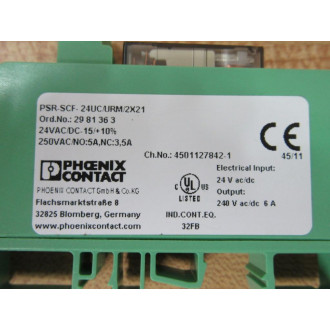 PSR-SCF- 24UC/URM/2X21
Ord.No.: 29 81 36 3
24VAC/DC-15/+10%
250VAC/NO:5A,NC:3,5A
CE
Ch.No.: 4501127842-1
45/11
PHŒNIX CONTACT
PHOENIX CONTACT GmbH & Co.KG
Flachsmarktstraße 8
32825 Blomberg, Germany
www.phoenixcontact.com
UL
LISTED
IND.CONT.EQ.
32FB
Electrical Input:
24 V ac/dc
Output:
240 V ac/dc 6 A